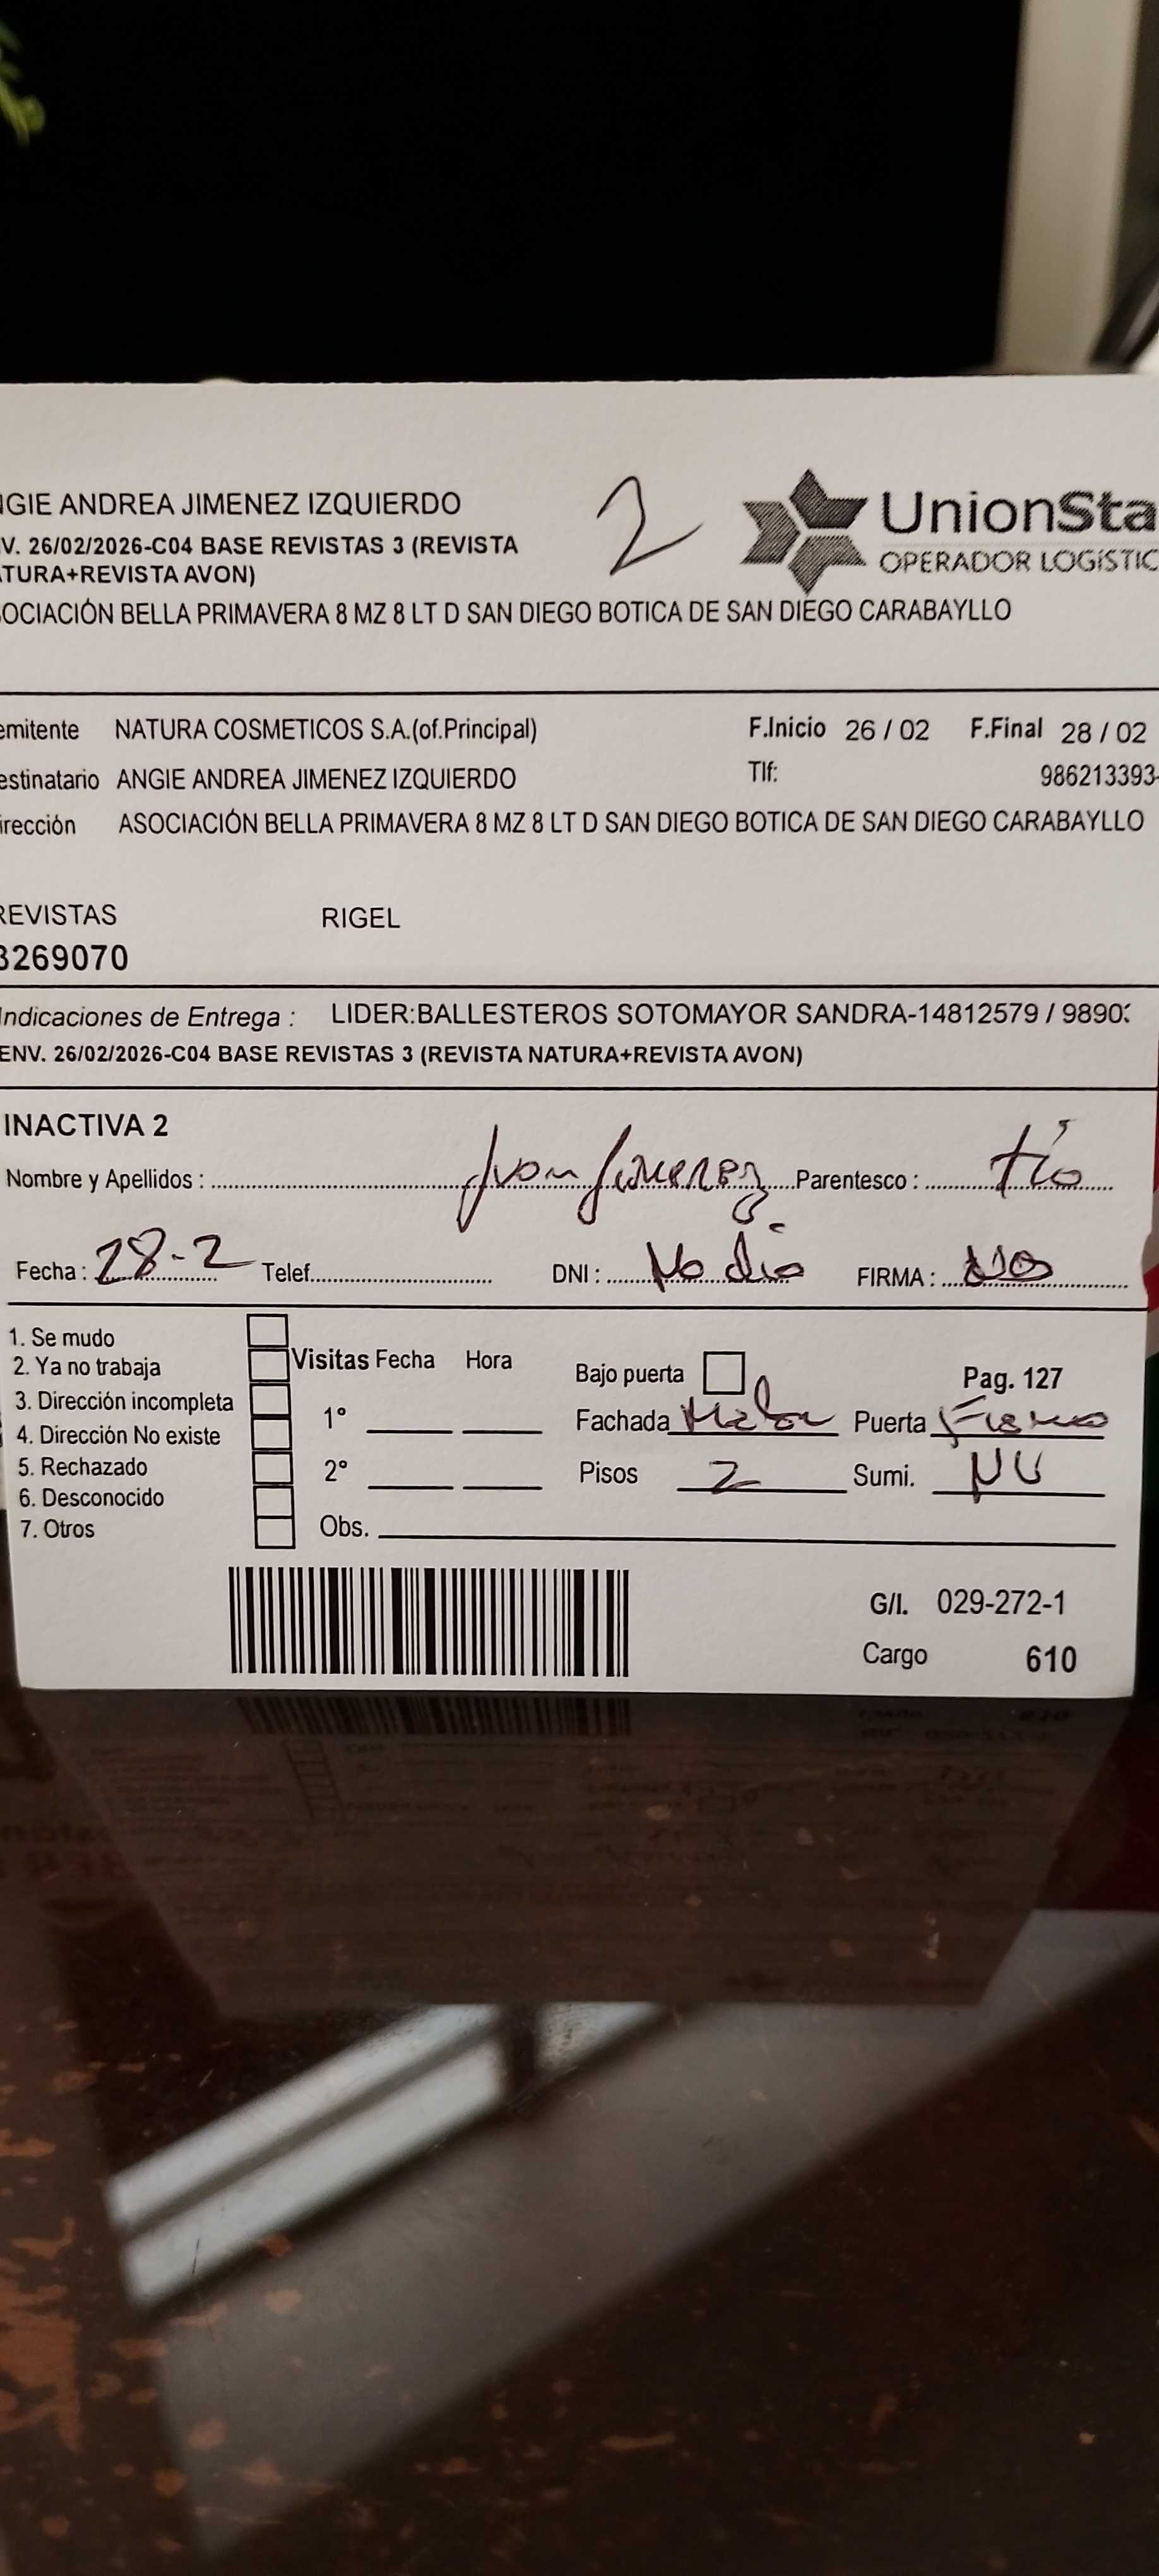 NGIE ANDREA JIMENEZ IZQUIERDO
2
UnionSta
V. 26/02/2026-C04 BASE REVISTAS 3 (REVISTA
OPERADOR LOGÍSTIC
TURA+REVISTA AVON)
OCIACIÓN BELLA PRIMAVERA 8 MZ 8 LT D SAN DIEGO BOTICA DE SAN DIEGO CARABAYLLO
emitente NATURA COSMETICOS S.A.(of.Principal) F.Inicio 26 / 02 F.Final 28 / 02
estinatario ANGIE ANDREA JIMENEZ IZQUIERDO Tlf: 986213393-
irección ASOCIACIÓN BELLA PRIMAVERA 8 MZ 8 LT D SAN DIEGO BOTICA DE SAN DIEGO CARABAYLLO
REVISTAS RIGEL
3269070
Indicaciones de Entrega : LIDER:BALLESTEROS SOTOMAYOR SANDRA-14812579 / 9890
ENV. 26/02/2026-C04 BASE REVISTAS 3 (REVISTA NATURA+REVISTA AVON)
INACTIVA 2
Nombre y Apellidos : Jimenez Parentesco : tío
Fecha : 28-2 Telef. DNI : No dio FIRMA :
1. Se mudo
2. Ya no trabaja
3. Dirección incompleta
4. Dirección No existe
5. Rechazado
6. Desconocido
7. Otros
Visitas Fecha Hora
1°
2°
Obs.
Bajo puerta Pag. 127
Fachada Puerta
Pisos 2 Sumi.
G/I. 029-272-1
Cargo 610